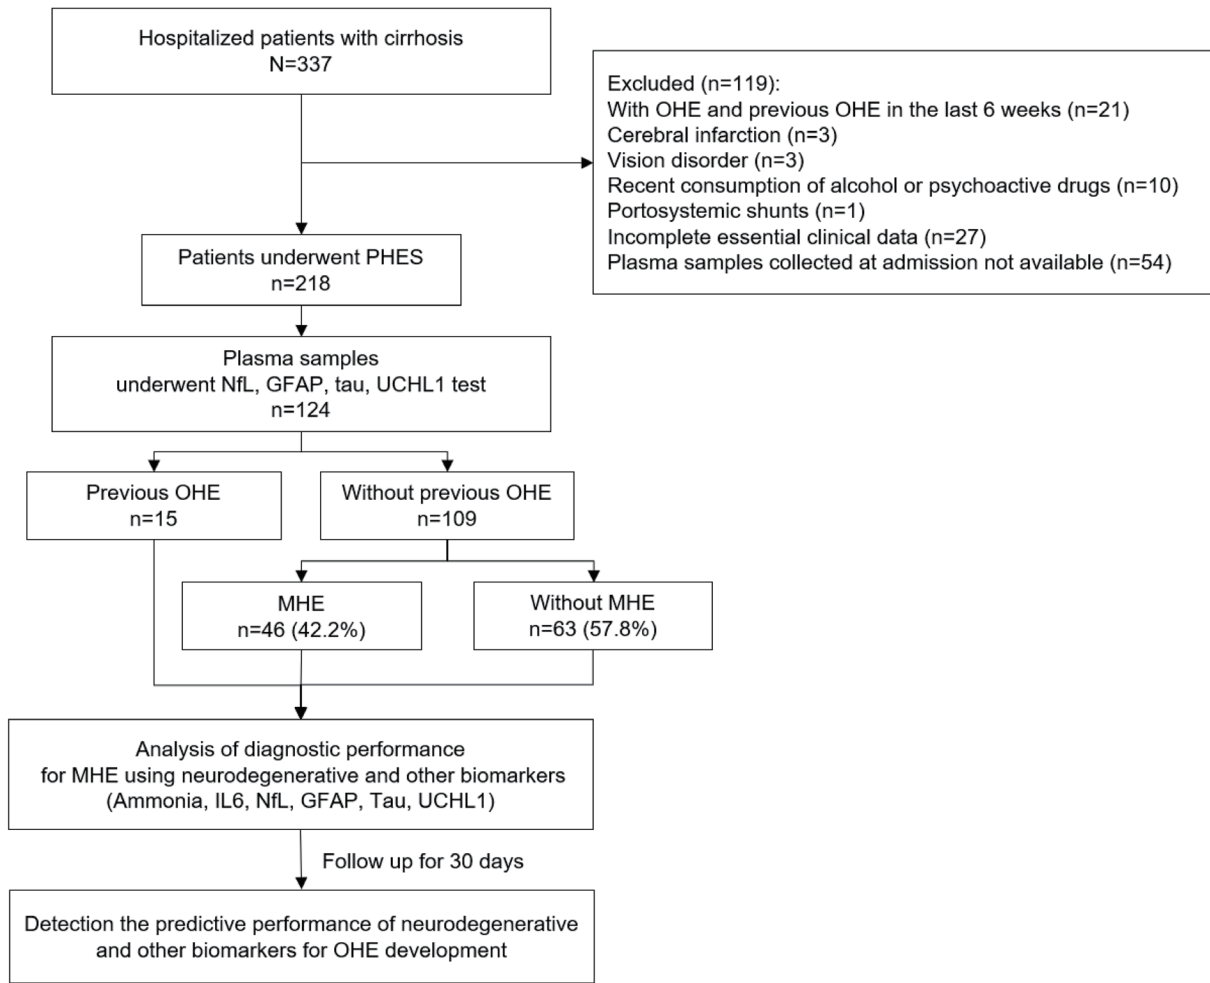 Hospitalized patients with cirrhosis
N=337
Excluded (n=119):
With OHE and previous OHE in the last 6 weeks (n=21)
Cerebral infarction (n=3)
Vision disorder (n=3)
Recent consumption of alcohol or psychoactive drugs (n=10)
Portosystemic shunts (n=1)
Incomplete essential clinical data (n=27)
Plasma samples collected at admission not available (n=54)
Patients underwent PHES
n=218
Plasma samples
underwent NfL, GFAP, tau, UCHL1 test
n=124
Previous OHE
n=15
Without previous OHE
n=109
MHE
n=46 (42.2%)
Without MHE
n=63 (57.8%)
Analysis of diagnostic performance
for MHE using neurodegenerative and other biomarkers
(Ammonia, IL6, NfL, GFAP, Tau, UCHL1)
Follow up for 30 days
Detection the predictive performance of neurodegenerative
and other biomarkers for OHE development